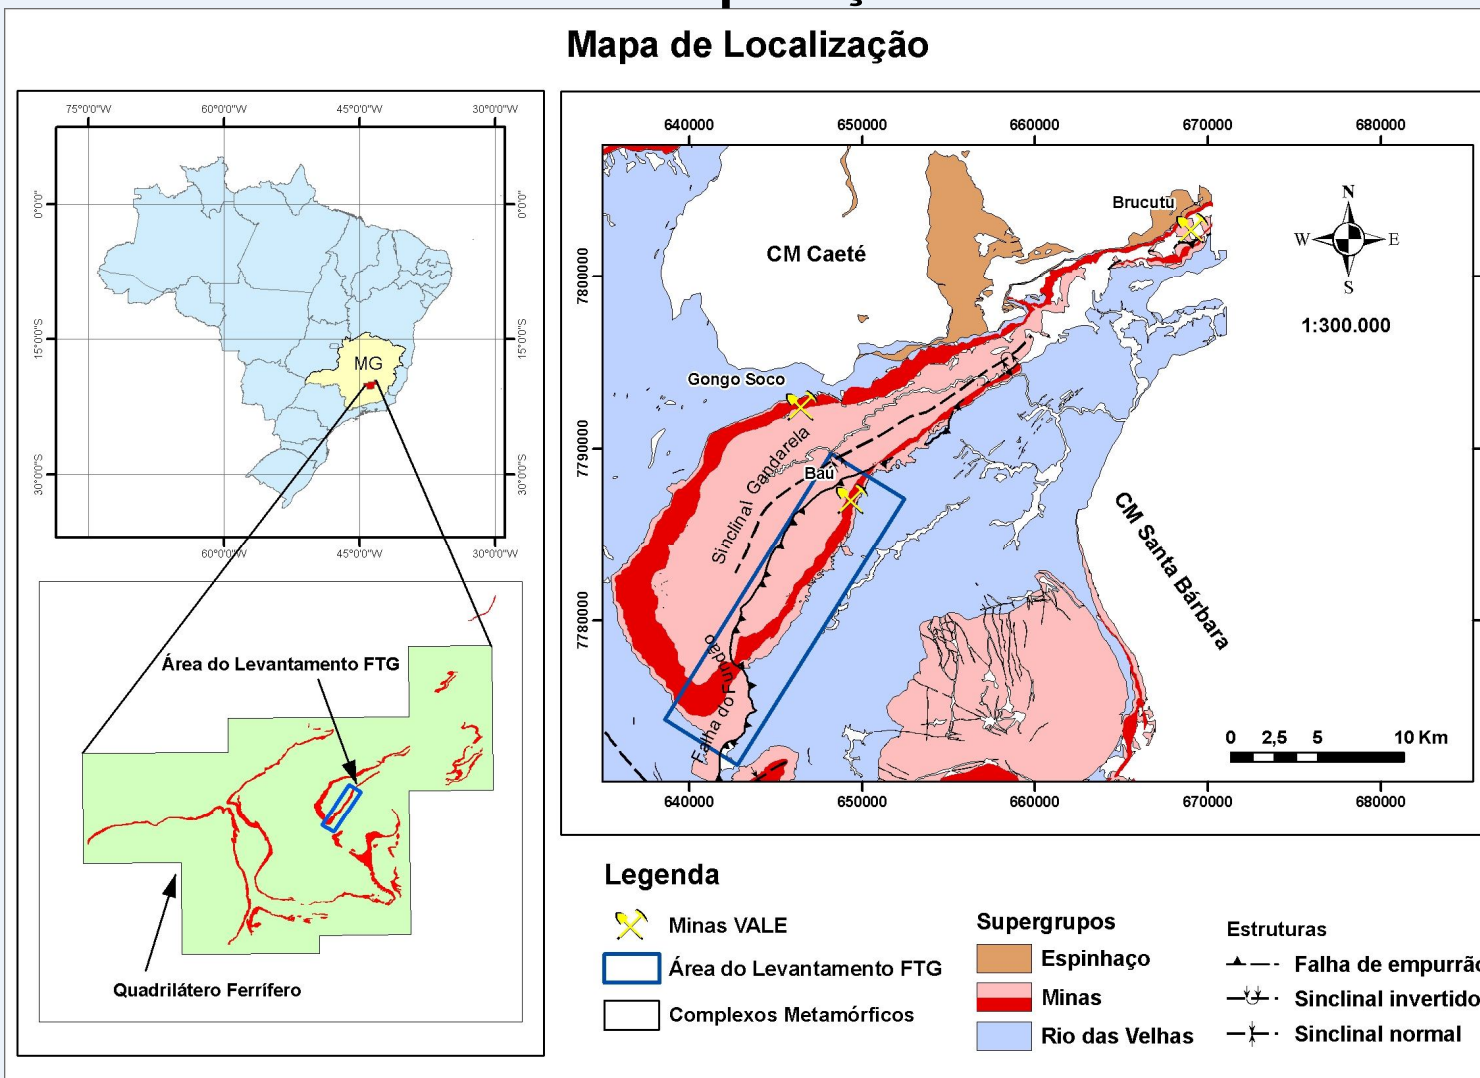 Mapa de Localização
75°0'0"W 60°0'0"W 45°0'0"W 30°0'0"W
0°0'0" 0°0'0"
MG
15°0'0"S 15°0'0"S
30°0'0"S 30°0'0"S
60°0'0"W 45°0'0"W 30°0'0"W
Área do Levantamento FTG
Quadrilátero Ferrífero
640000 650000 660000 670000 680000
7800000
7790000
7780000
Brucutu
CM Caeté
N
W E
S
1:300.000
Gongo Soco
Sinclinal Gandarela
Baú
CM Santa Bárbara
Falha do Fundão
0 2,5 5 10 Km
640000 650000 660000 670000 680000
Legenda
Minas VALE
Área do Levantamento FTG
Complexos Metamórficos
Supergrupos
Espinhaço
Minas
Rio das Velhas
Estruturas
Falha de empurrão
Sinclinal invertido
Sinclinal normal